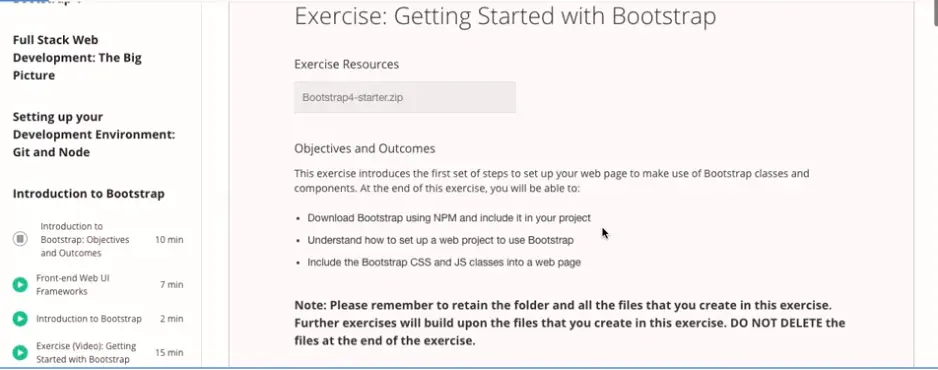 Full Stack Web
Development: The Big
Picture
Setting up your
Development Environment:
Git and Node
Introduction to Bootstrap
Introduction to
Bootstrap: Objectives
and Outcomes
10 min
Front-end Web UI
Frameworks
7 min
Introduction to Bootstrap
2 min
Exercise (Video): Getting
Started with Bootstrap
15 min
Exercise: Getting Started with Bootstrap
Exercise Resources
Bootstrap4-starter.zip
Objectives and Outcomes
This exercise introduces the first set of steps to set up your web page to make use of Bootstrap classes and
components. At the end of this exercise, you will be able to:
• Download Bootstrap using NPM and include it in your project
• Understand how to set up a web project to use Bootstrap
• Include the Bootstrap CSS and JS classes into a web page
Note: Please remember to retain the folder and all the files that you create in this exercise.
Further exercises will build upon the files that you create in this exercise. DO NOT DELETE the
files at the end of the exercise.